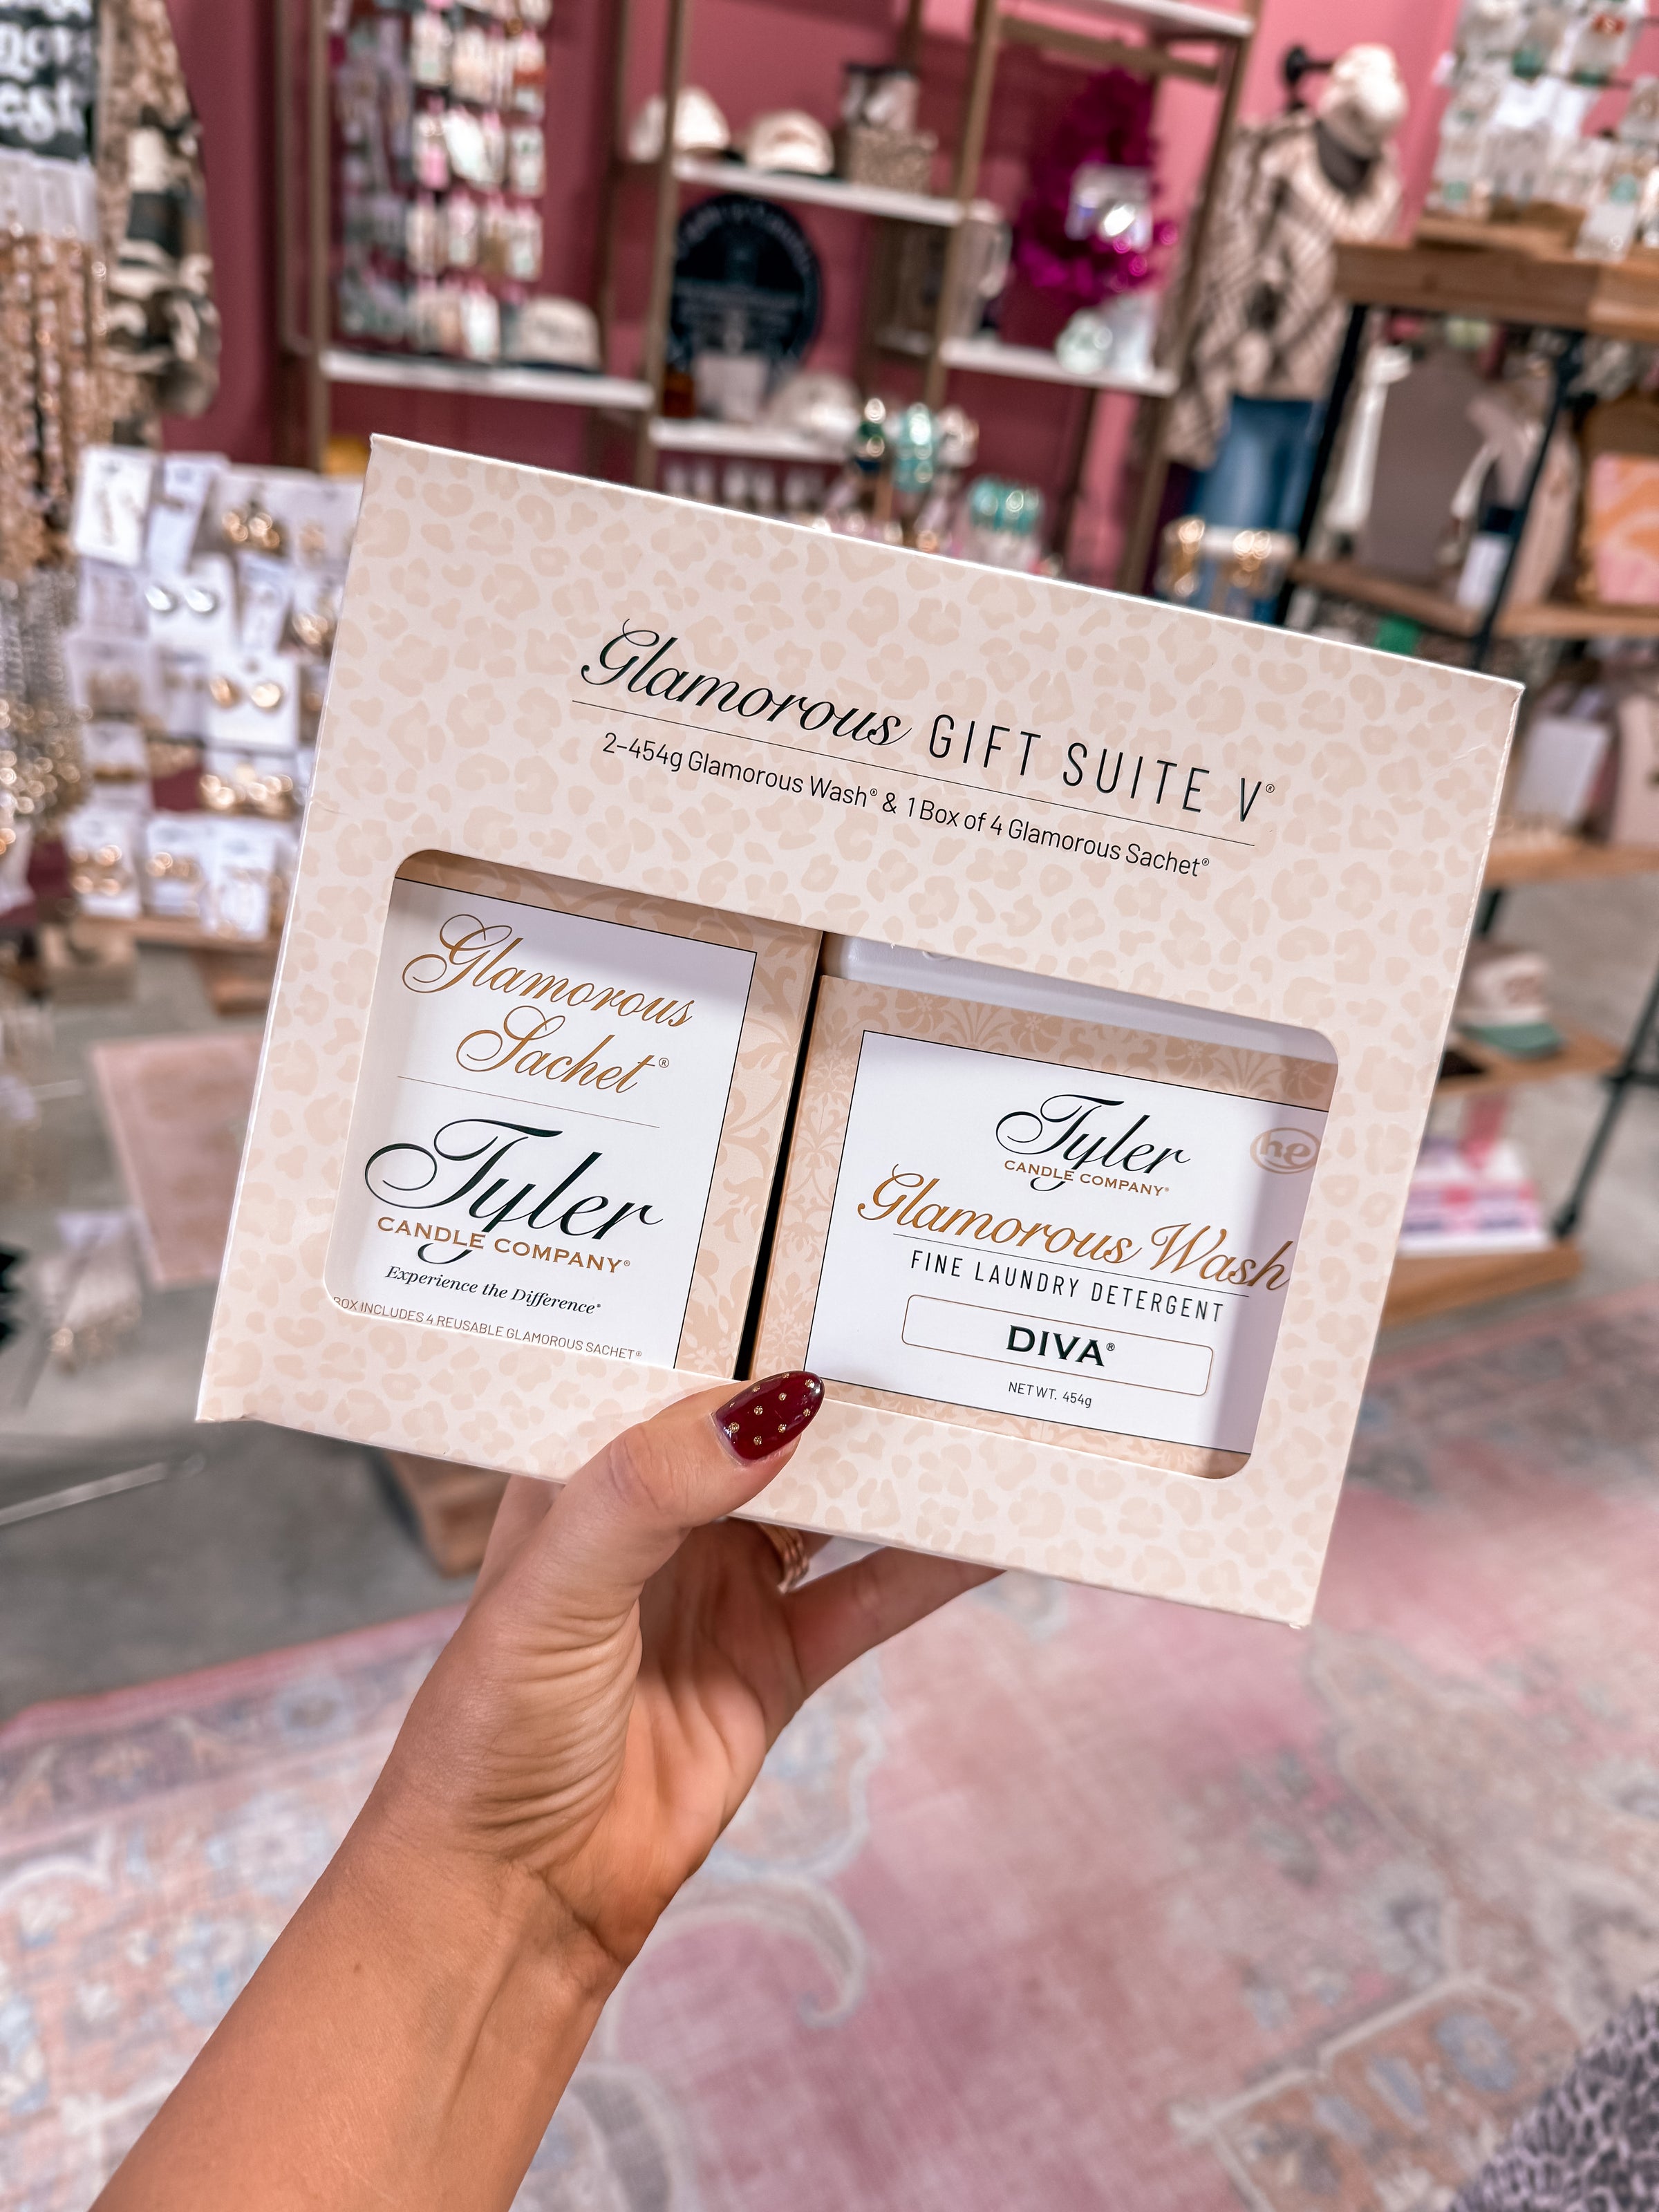 Glamorous GIFT SUITE V®
2-454g Glamorous Wash® & 1 Box of 4 Glamorous Sachet®
Glamorous
Sachet®
Tyler
CANDLE COMPANY®
Experience the Difference®
BOX INCLUDES 4 REUSABLE GLAMOROUS SACHET®
Tyler
CANDLE COMPANY®
he
Glamorous Wash
FINE LAUNDRY DETERGENT
DIVA®
NET WT. 454g